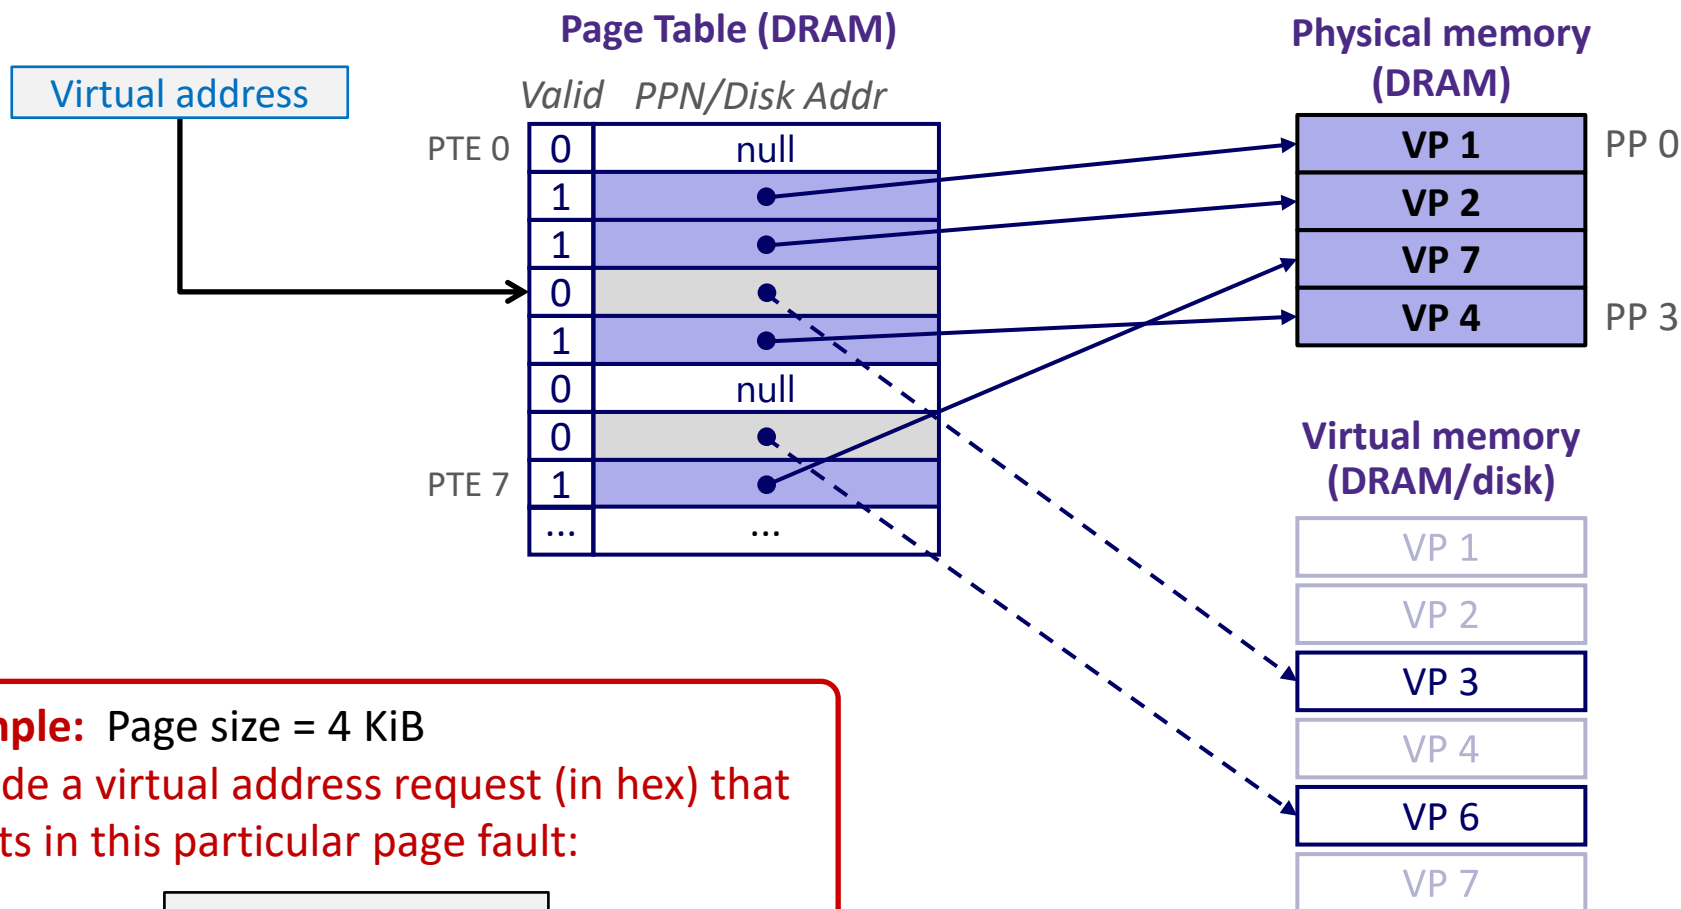 Page Table (DRAM)
Physical memory
(DRAM)
Virtual address
Valid PPN/Disk Addr
PTE 0 0 null
1
1
0
1
0 null
0
PTE 7 1
... ...
VP 1 PP 0
VP 2
VP 7
VP 4 PP 3
Virtual memory
(DRAM/disk)
VP 1
VP 2
VP 3
VP 4
VP 6
VP 7
mple: Page size = 4 KiB
de a virtual address request (in hex) that
ts in this particular page fault: